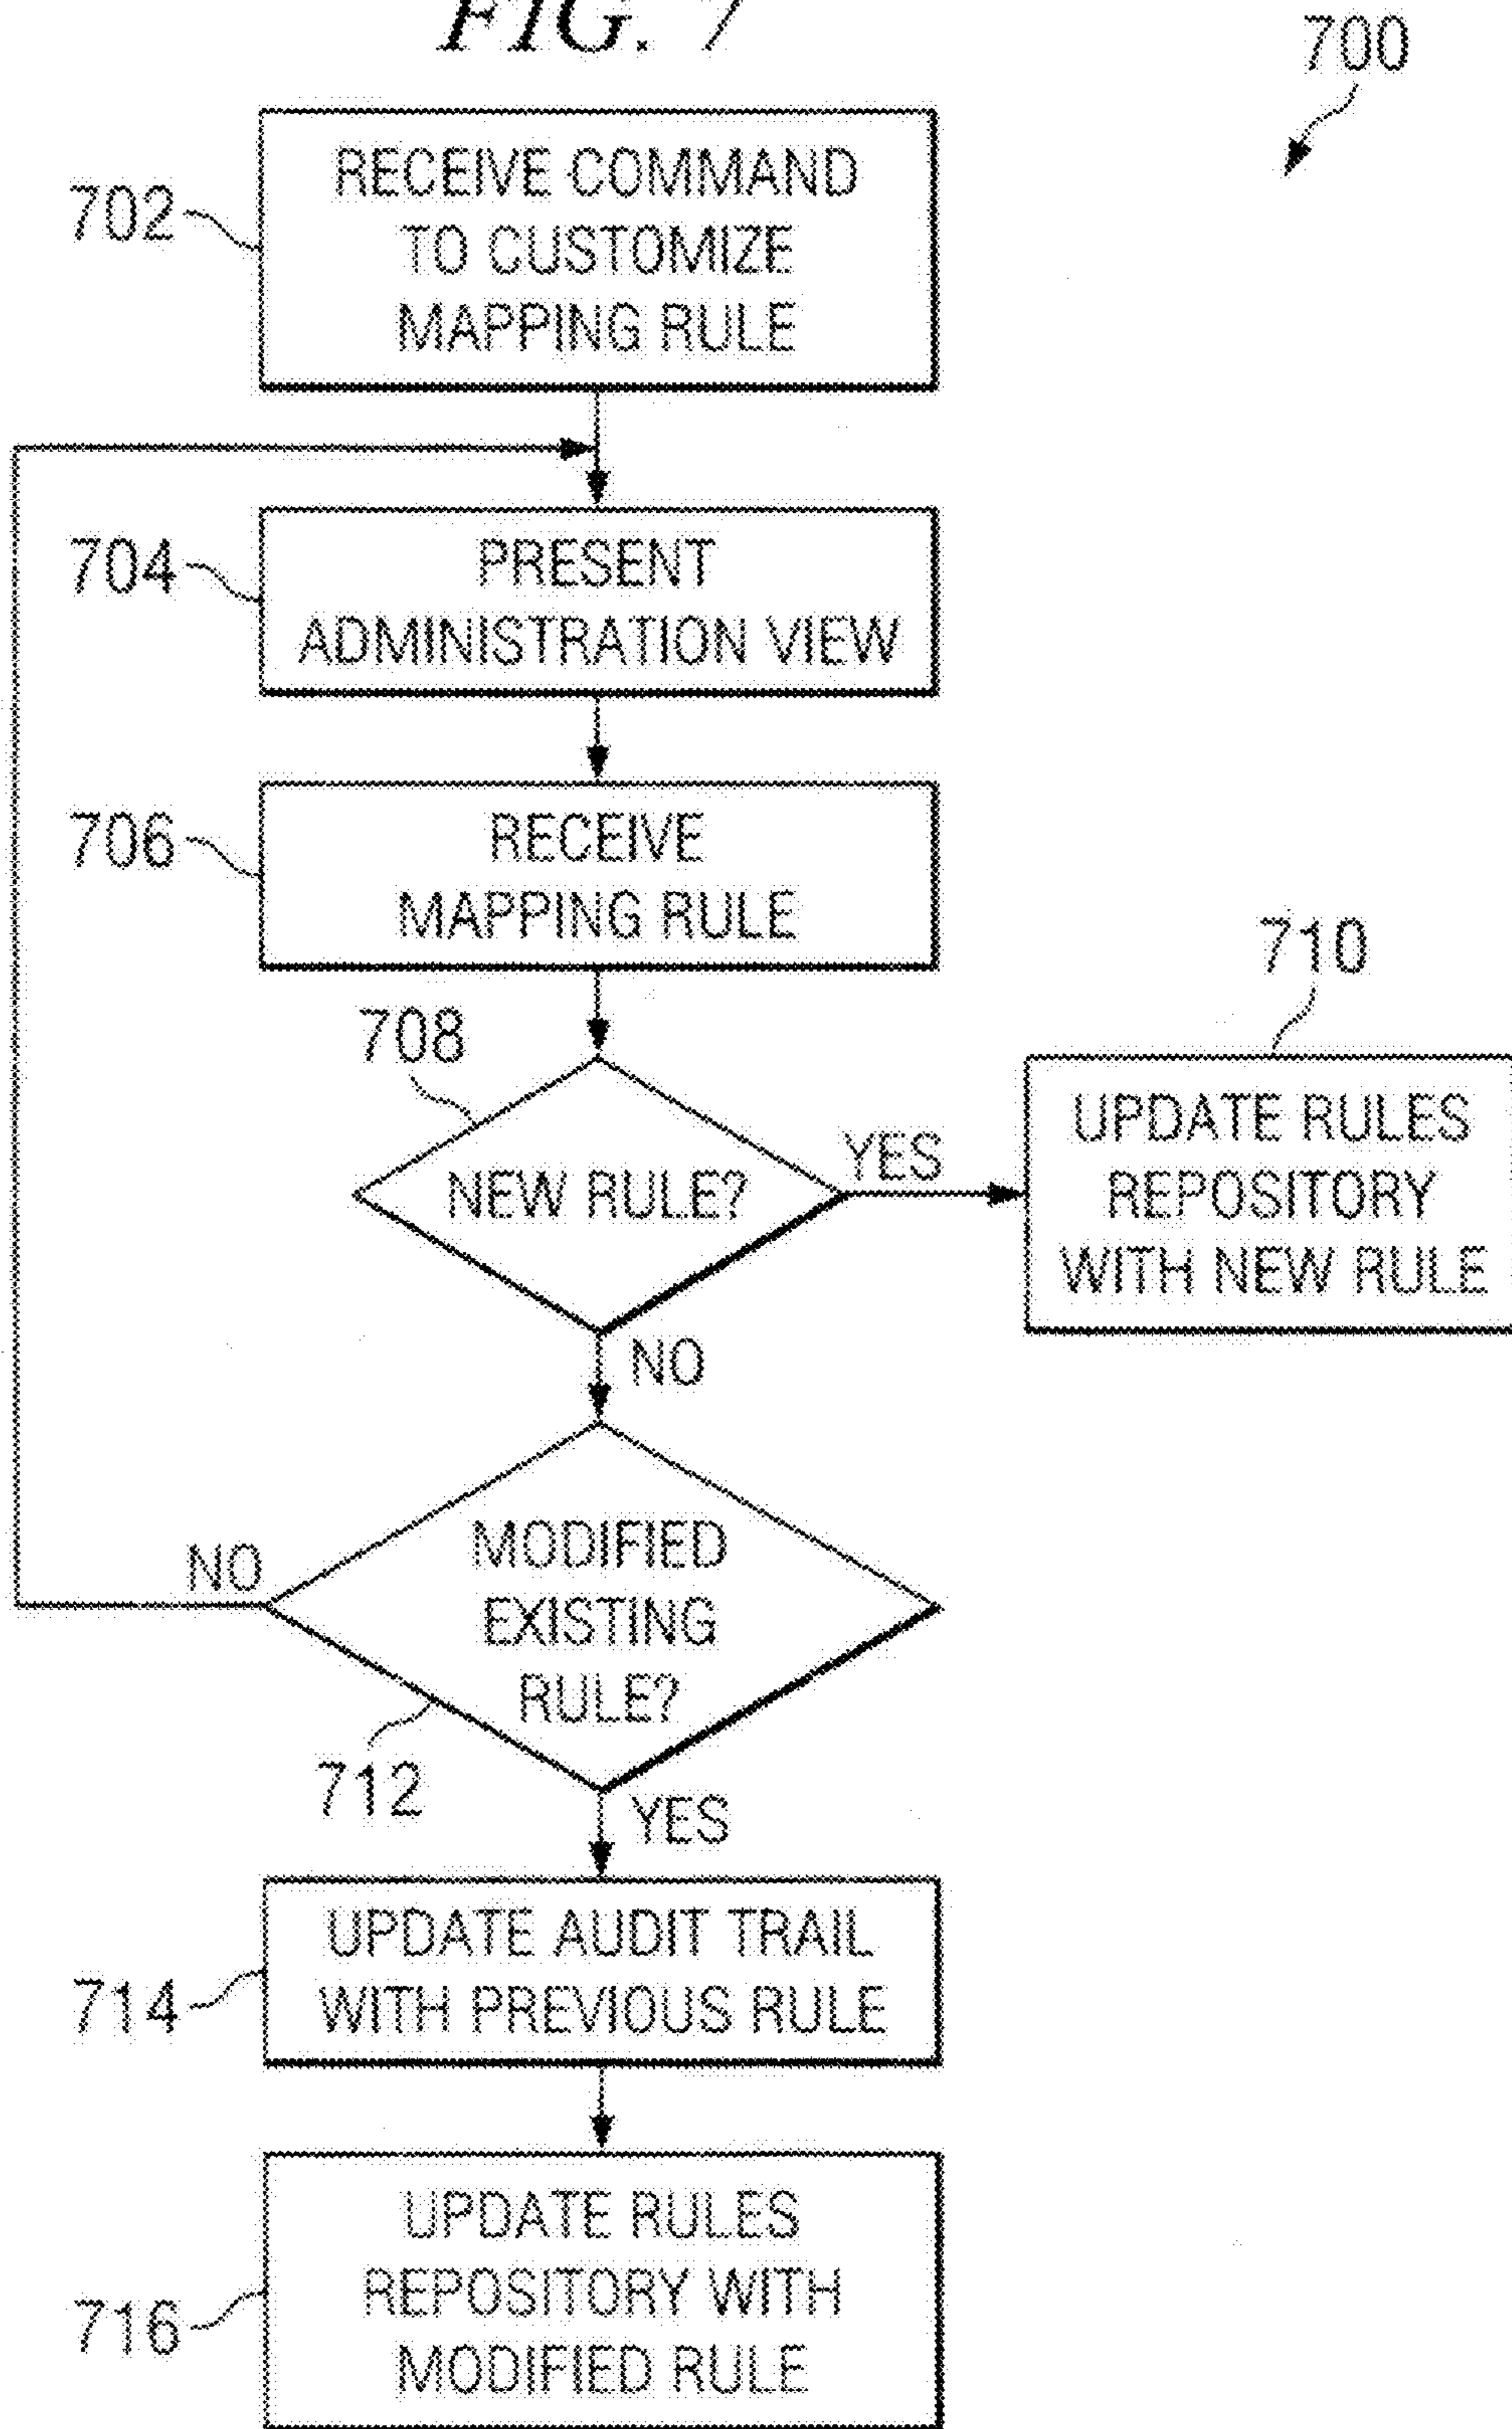 FIG. 7
700
702
RECEIVE COMMAND
TO CUSTOMIZE
MAPPING RULE
704
PRESENT
ADMINISTRATION VIEW
706
RECEIVE
MAPPING RULE
708
NEW RULE?
YES
710
UPDATE RULES
REPOSITORY
WITH NEW RULE
NO
MODIFIED
EXISTING
RULE?
NO
712
YES
714
UPDATE AUDIT TRAIL
WITH PREVIOUS RULE
716
UPDATE RULES
REPOSITORY WITH
MODIFIED RULE